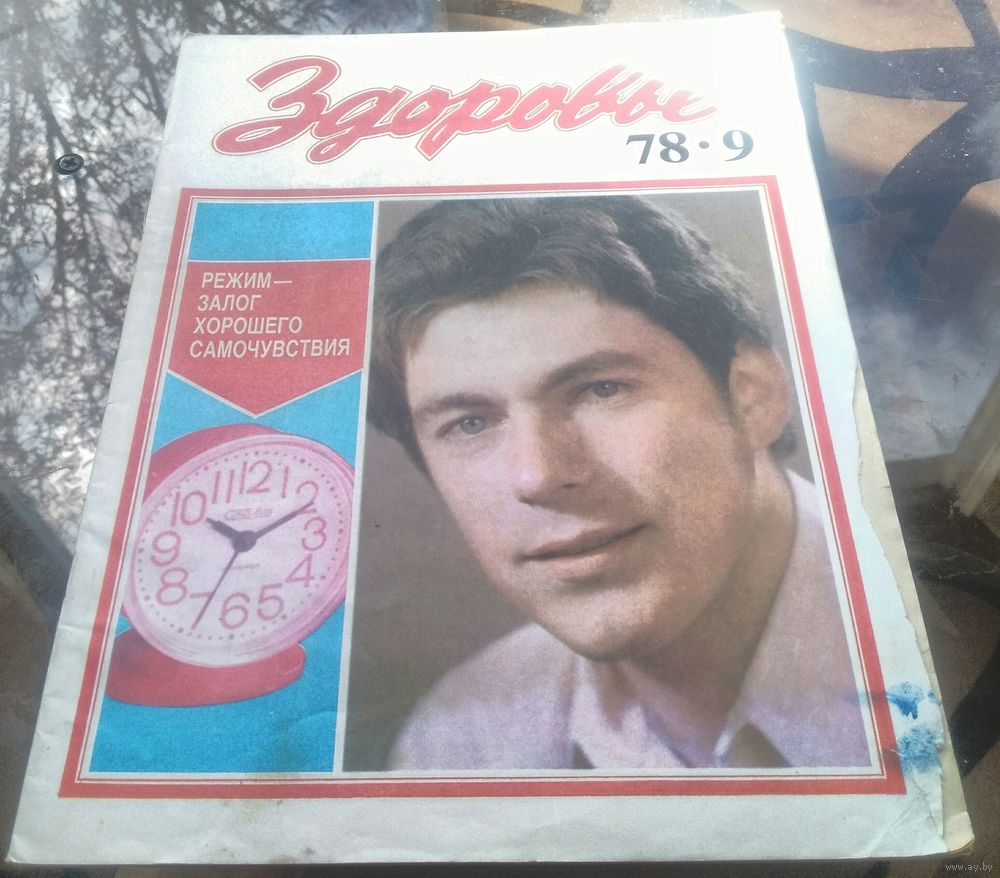 Здоровье
78·9
РЕЖИМ—
ЗАЛОГ
ХОРОШЕГО
САМОЧУВСТВИЯ
10 11 12 1
2
9
3
8
4
7 6 5
www.ay.by